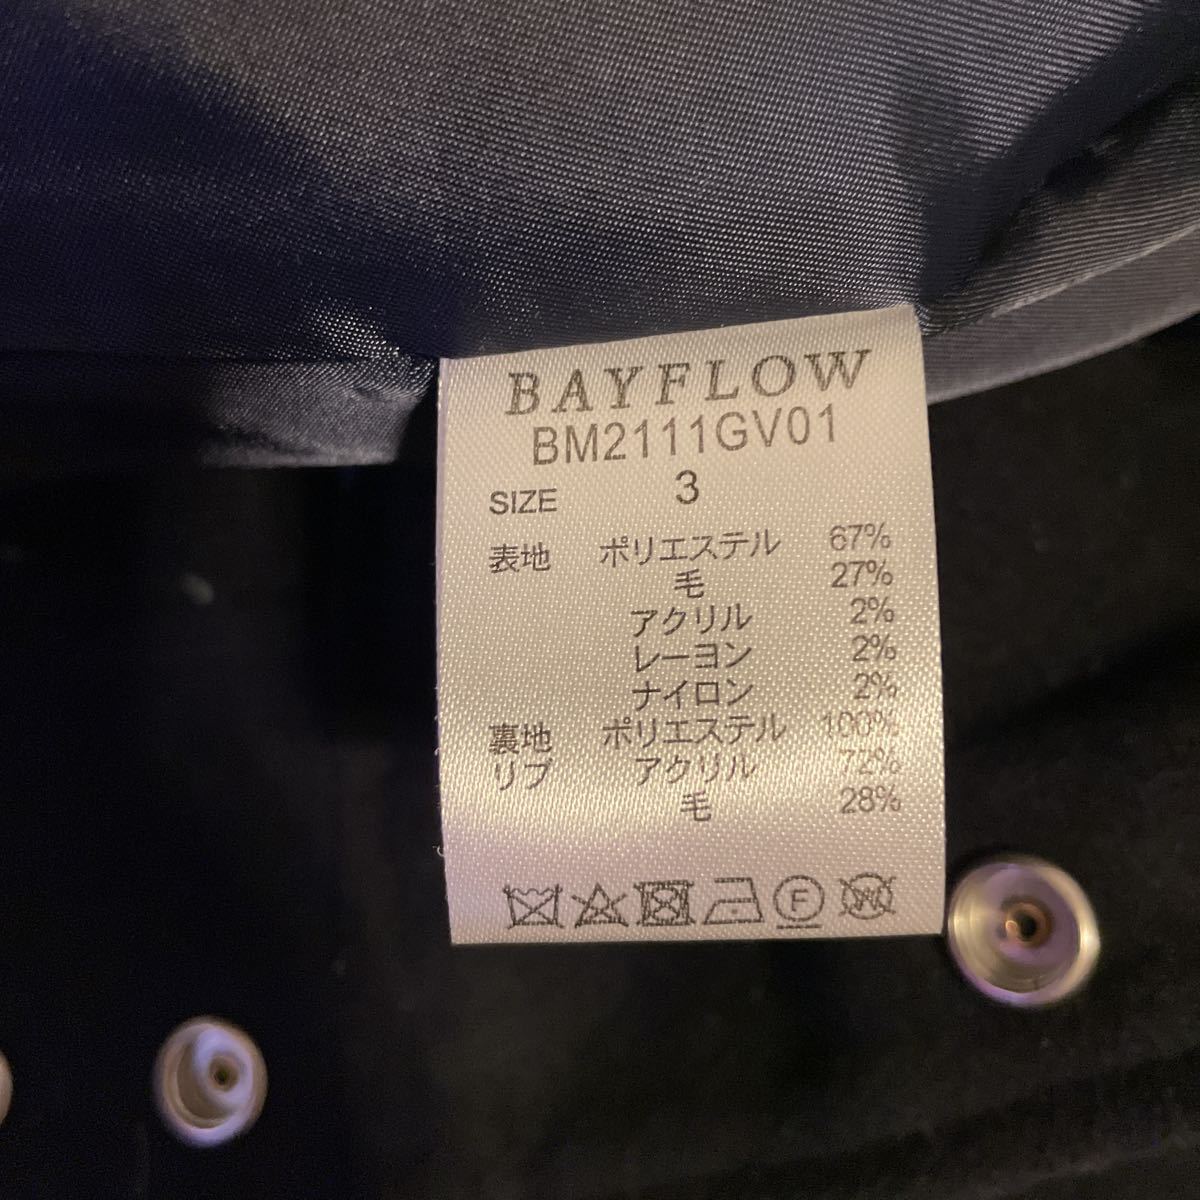 BAYFLOW
BM2111GV01
SIZE 3
表地 ポリエステル 67%
毛 27%
アクリル 2%
レーヨン 2%
ナイロン 2%
裏地 ポリエステル 100%
リブ アクリル 72%
毛 28%
F W